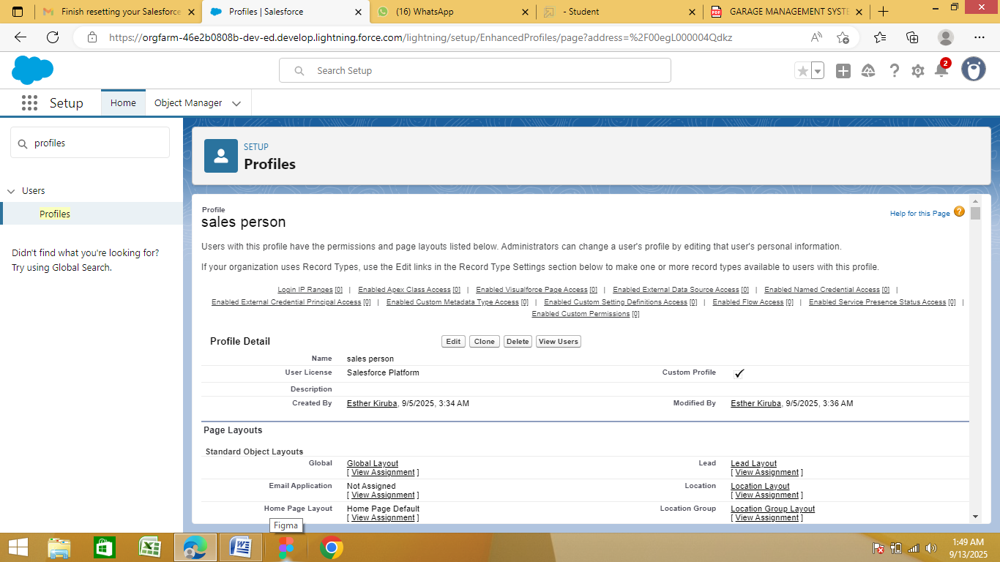 Finish resetting your Salesforce
Profiles | Salesforce
(16) WhatsApp
- Student
GARAGE MANAGEMENT SYSTE
https://orgfarm-46e2b0808b-dev-ed.develop.lightning.force.com/lightning/setup/EnhancedProfiles/page?address=%2F00egL000004Qdkz
Search Setup
2
Setup
Home
Object Manager
profiles
Users
Profiles
Didn't find what you're looking for?
Try using Global Search.
SETUP
Profiles
Profile
sales person
Help for this Page
Users with this profile have the permissions and page layouts listed below. Administrators can change a user's profile by editing that user's personal information.
If your organization uses Record Types, use the Edit links in the Record Type Settings section below to make one or more record types available to users with this profile.
Login IP Ranges [0] | Enabled Apex Class Access [0] | Enabled Visualforce Page Access [0] | Enabled External Data Source Access [0] | Enabled Named Credential Access [0] |
Enabled External Credential Principal Access [0] | Enabled Custom Metadata Type Access [0] | Enabled Custom Setting Definitions Access [0] | Enabled Flow Access [0] | Enabled Service Presence Status Access [0] |
Enabled Custom Permissions [0]
Profile Detail Edit Clone Delete View Users
Name sales person
User License Salesforce Platform Custom Profile ✓
Description
Created By Esther Kiruba, 9/5/2025, 3:34 AM Modified By Esther Kiruba, 9/5/2025, 3:36 AM
Page Layouts
Standard Object Layouts
Global Global Layout Lead Lead Layout
[ View Assignment ] [ View Assignment ]
Email Application Not Assigned Location Location Layout
[ View Assignment ] [ View Assignment ]
Home Page Layout Home Page Default Location Group Location Group Layout
[ View Assignment ] [ View Assignment ]
Figma
1:49 AM
9/13/2025